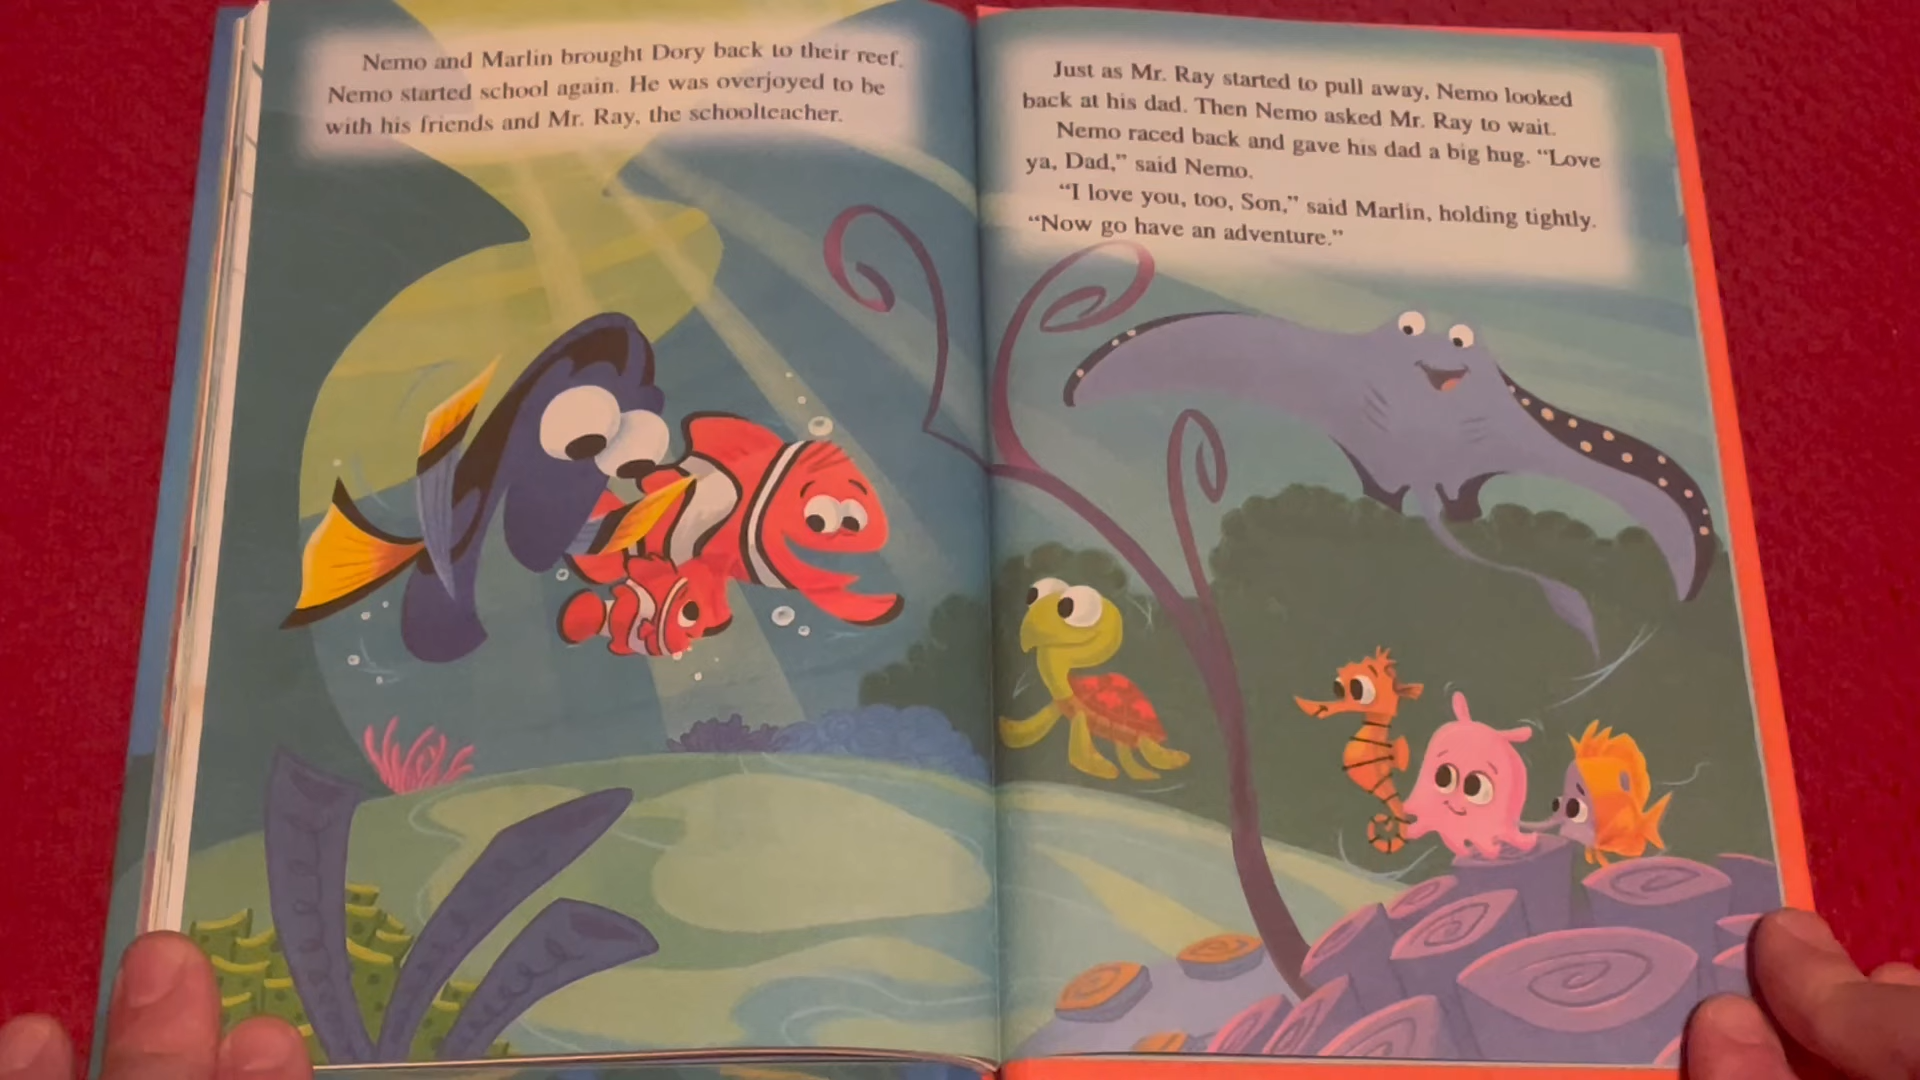 Nemo and Marlin brought Dory back to their reef.
Nemo started school again. He was overjoyed to be
with his friends and Mr. Ray, the schoolteacher.
Just as Mr. Ray started to pull away, Nemo looked
back at his dad. Then Nemo asked Mr. Ray to wait.
Nemo raced back and gave his dad a big hug. “Love
ya, Dad,” said Nemo.
“I love you, too, Son,” said Marlin, holding tightly.
“Now go have an adventure.”